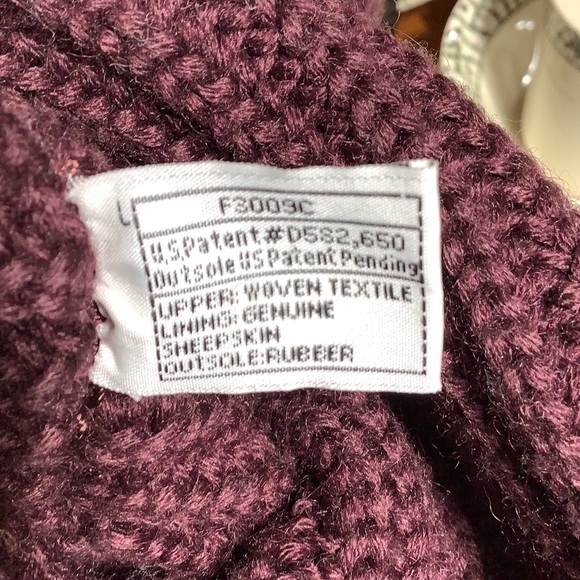 F3009C
U.S.Patent#D582,650
Outsole US Patent Pending
UPPER: WOVEN TEXTILE
LINING: GENUINE
SHEEPSKIN
OUTSOLE:RUBBER